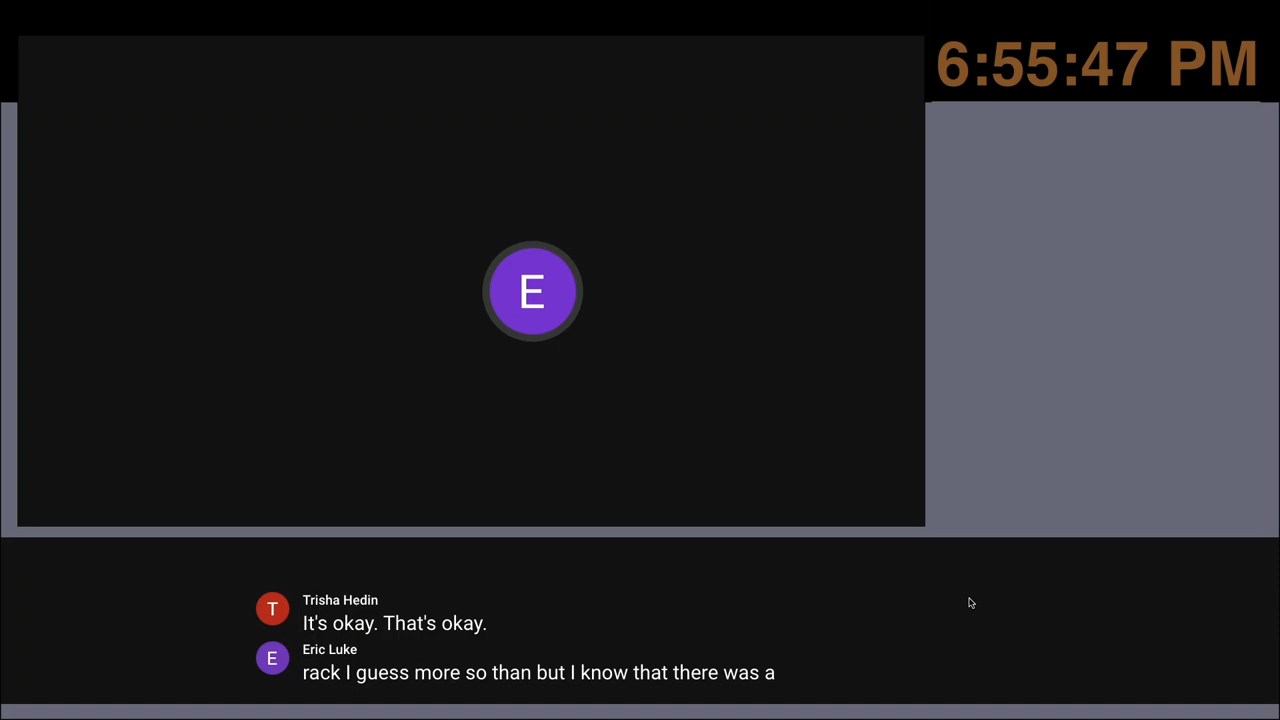 6:55:47 PM
E
T
Trisha Hedin
It's okay. That's okay.
E
Eric Luke
rack I guess more so than but I know that there was a